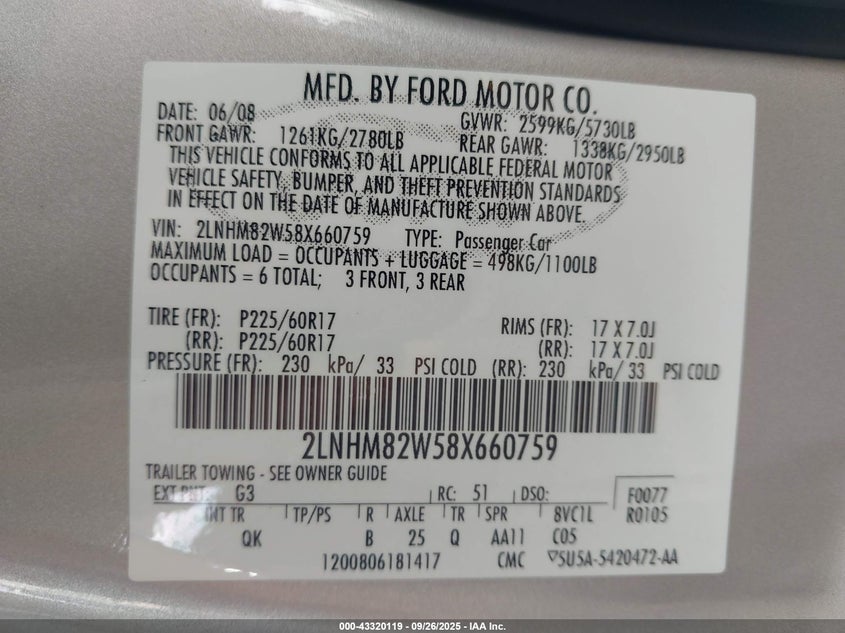 MFD. BY FORD MOTOR CO.
DATE: 06/08 GVWR: 2599KG/5730LB
FRONT GAWR: 1261KG/2780LB REAR GAWR: 1338KG/2950LB
THIS VEHICLE CONFORMS TO ALL APPLICABLE FEDERAL MOTOR
VEHICLE SAFETY, BUMPER, AND THEFT PREVENTION STANDARDS
IN EFFECT ON THE DATE OF MANUFACTURE SHOWN ABOVE.
VIN: 2LNHM82W58X660759 TYPE: Passenger Car
MAXIMUM LOAD = OCCUPANTS + LUGGAGE = 498KG/1100LB
OCCUPANTS = 6 TOTAL; 3 FRONT, 3 REAR
TIRE (FR): P225/60R17 RIMS (FR): 17 X 7.0J
(RR): P225/60R17 (RR): 17 X 7.0J
PRESSURE (FR): 230 kPa/ 33 PSI COLD (RR): 230 kPa/ 33 PSI COLD
2LNHM82W58X660759
TRAILER TOWING - SEE OWNER GUIDE
EXT PNT: G3 RC: 51 DSO: F0077
INT TR TP/PS R AXLE TR SPR 8VC1L R0105
QK B 25 Q AA11 C05
1200806181417 CMC 5U5A-5420472-AA
000-43320119 - 09/26/2025 - IAA Inc.